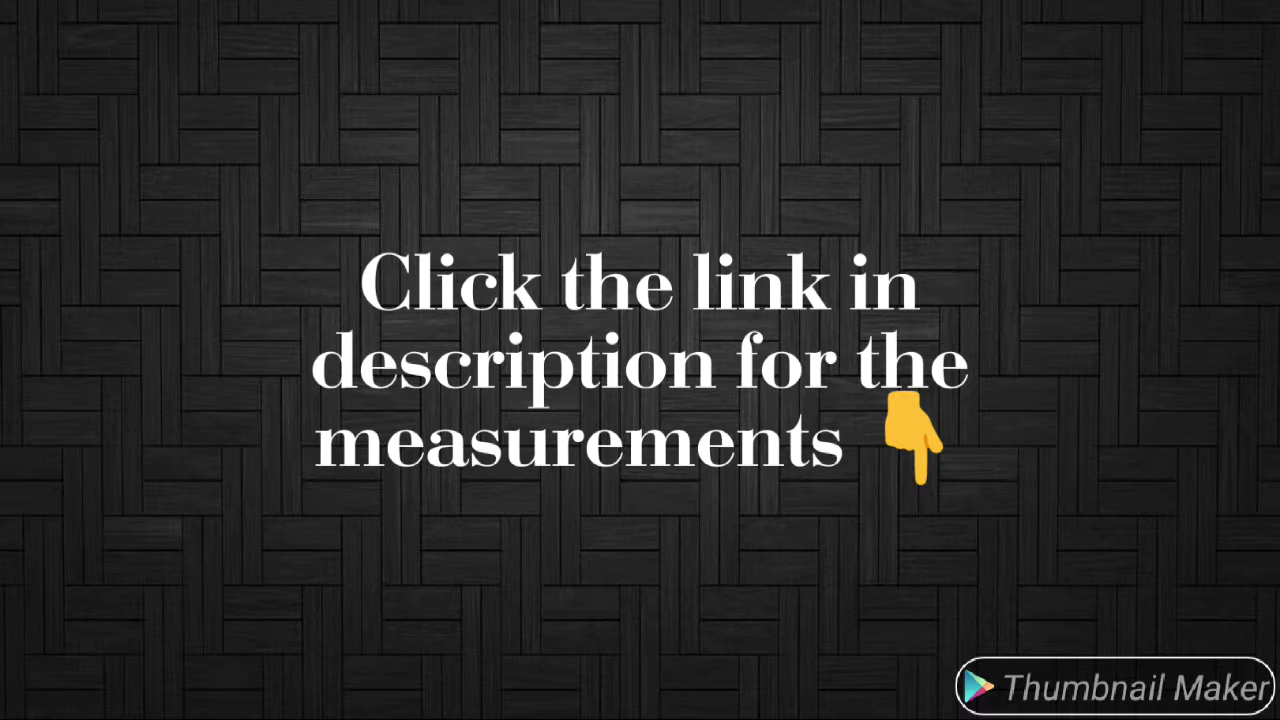 Click the link in
description for the
measurements 👇
Thumbnail Maker